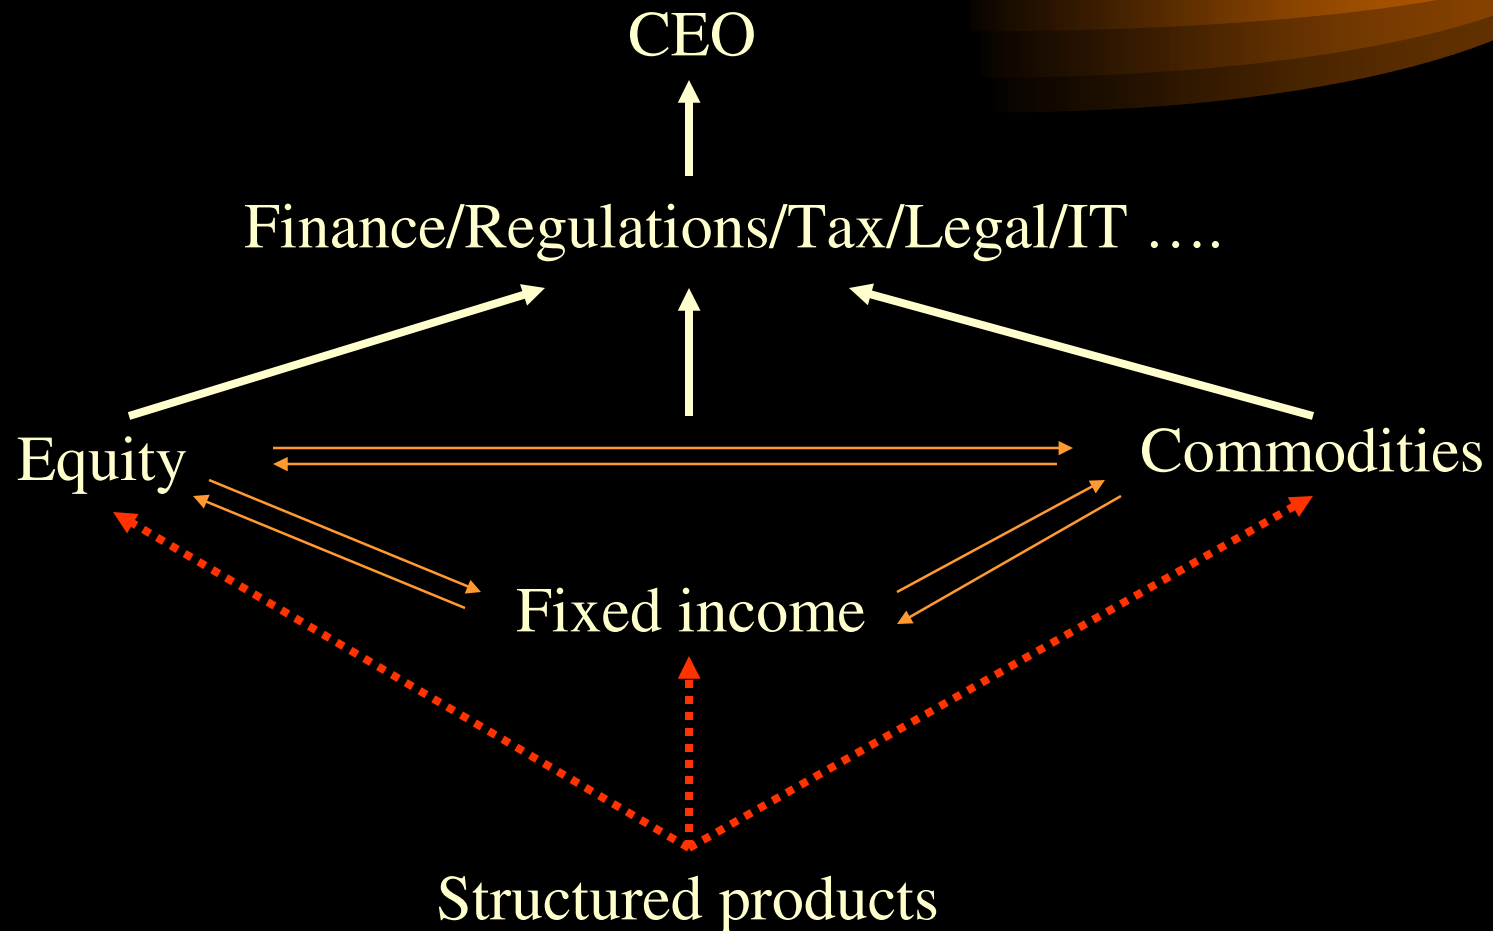 CEO
Finance/Regulations/Tax/Legal/IT ….
Equity
Commodities
Fixed income
Structured products